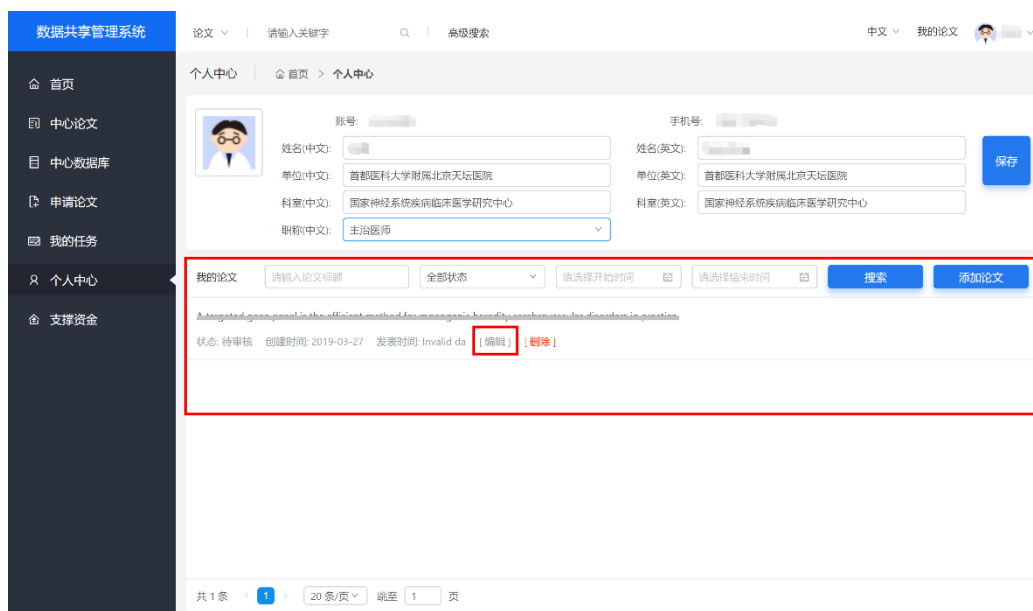 数据共享管理系统
论文 请输入关键字 高级搜索 中文 我的论文
首页
中心论文
中心数据库
申请论文
我的任务
个人中心
支撑资金
个人中心 首页 > 个人中心
账号: 手机号:
姓名(中文): 姓名(英文):
保存
单位(中文): 首都医科大学附属北京天坛医院 单位(英文): 首都医科大学附属北京天坛医院
科室(中文): 国家神经系统疾病临床医学研究中心 科室(英文): 国家神经系统疾病临床医学研究中心
职称(中文): 主治医师
我的论文 请输入论文标题 全部状态 请选择开始时间 请选择结束时间 搜索 添加论文
A targeted gene panel is the efficient method for monogenic heredity cerebrovascular disorders in practice.
状态: 待审核 创建时间: 2019-03-27 发表时间: Invalid da [编辑] [删除]
共 1 条 < 1 > 20 条/页 跳至 1 页